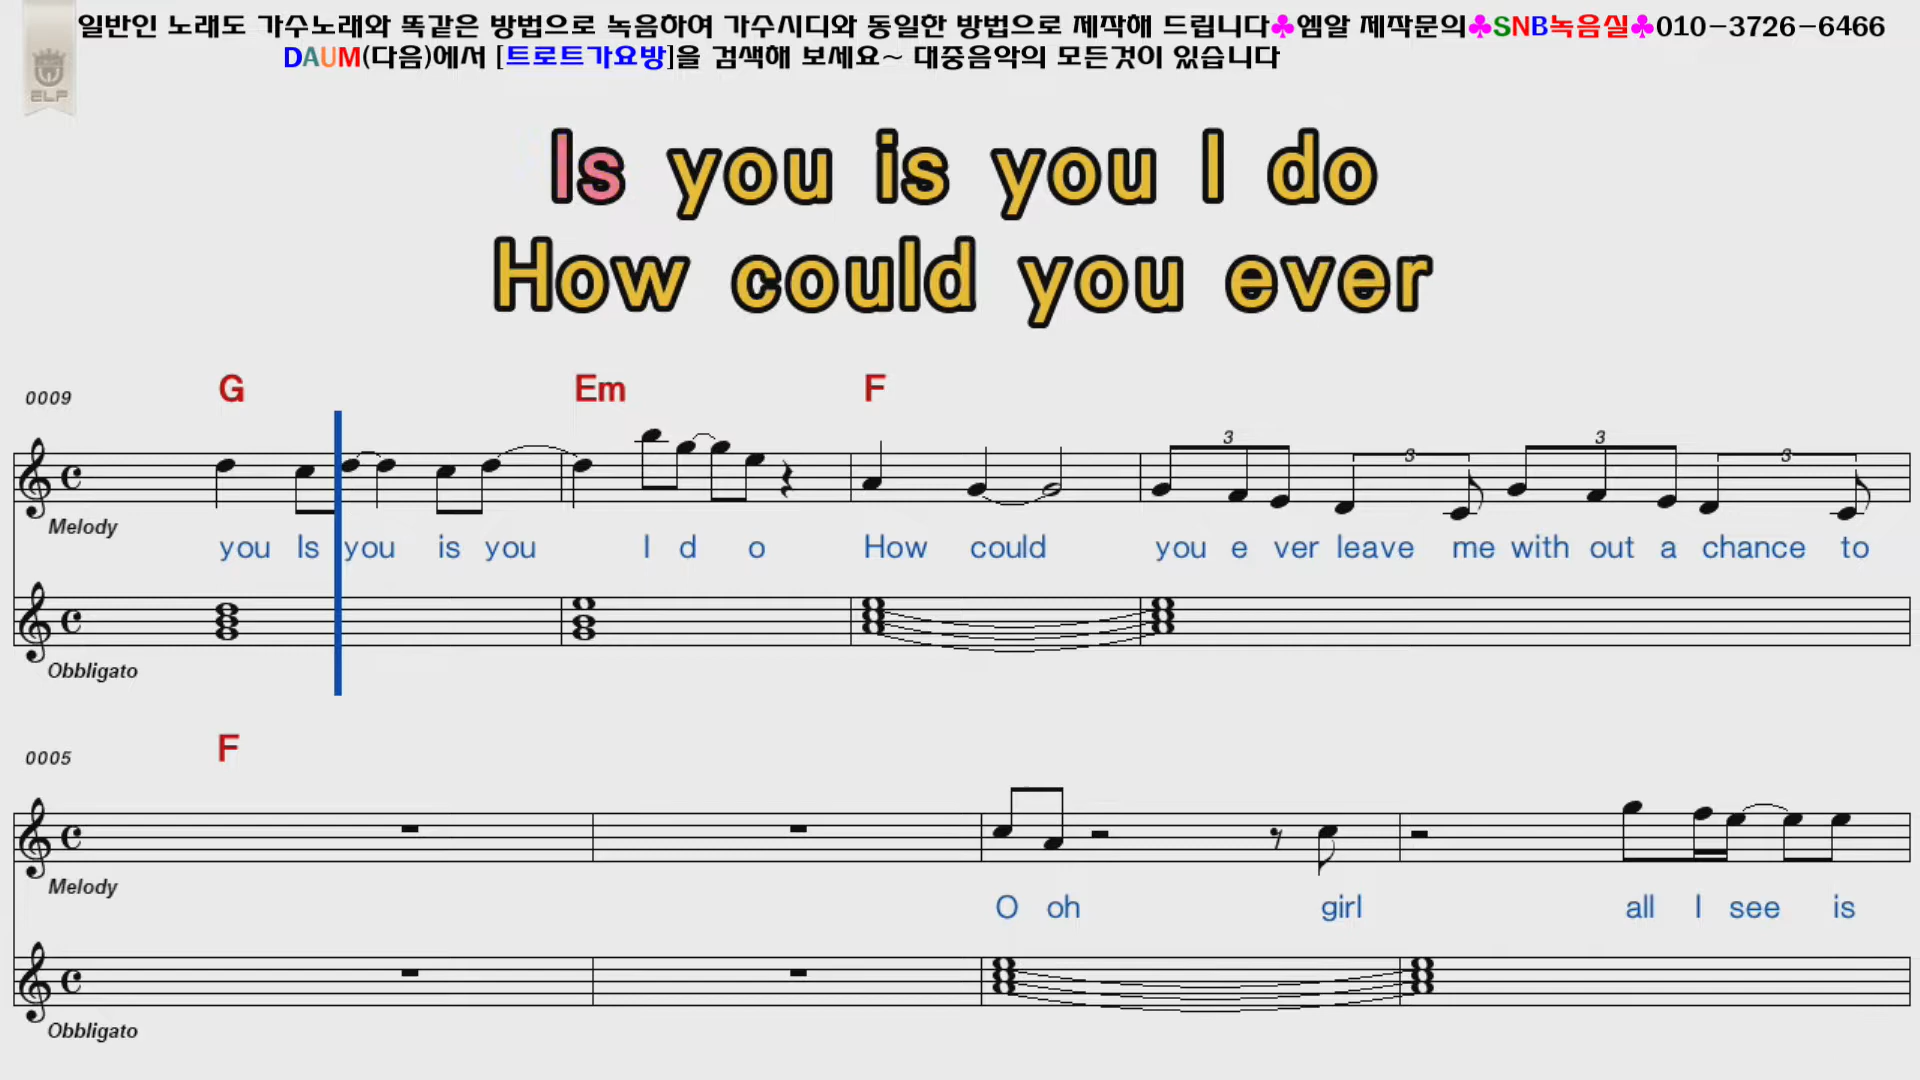 일반인 노래도 가수노래와 똑같은 방법으로 녹음하여 가수시디와 동일한 방법으로 제작해 드립니다♣엠알 제작문의♣SNB녹음실♣010-3726-6466
DAUM(다음)에서 [트로트가요방]을 검색해 보세요~ 대중음악의 모든것이 있습니다
ELF
Is you is you I do
How could you ever
0009
G Em F
3 3 3 3
Melody
you Is you is you I d o How could you e ver leave me with out a chance to
Obbligato
0005
F
Melody
O oh girl all I see is
Obbligato